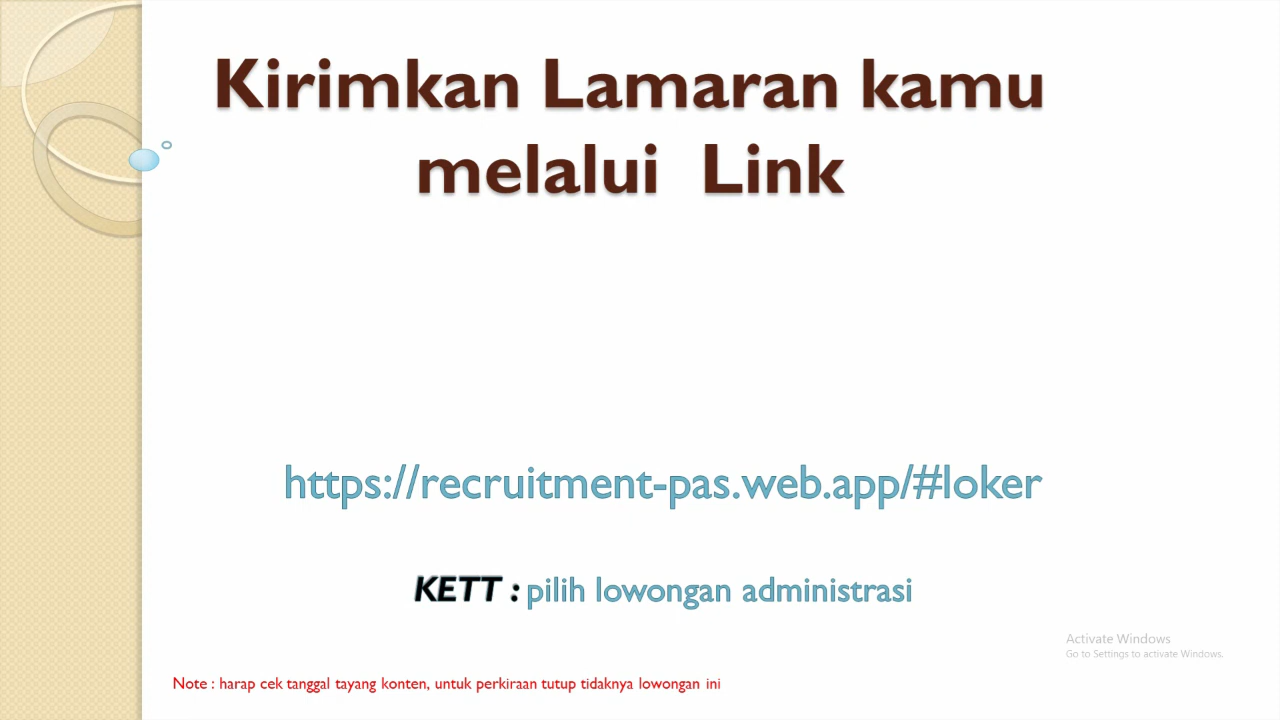 Kirimkan Lamaran kamu
melalui Link
https://recruitment-pas.web.app/#loker
KETT : pilih lowongan administrasi
Activate Windows
Go to Settings to activate Windows.
Note : harap cek tanggal tayang konten, untuk perkiraan tutup tidaknya lowongan ini